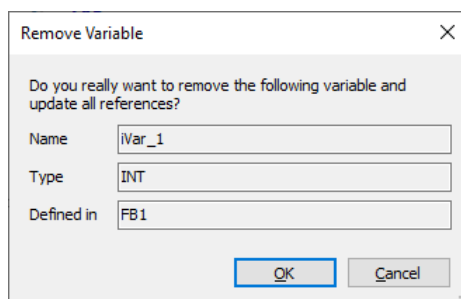 Remove Variable
Do you really want to remove the following variable and
update all references?
Name iVar_1
Type INT
Defined in FB1
OK Cancel